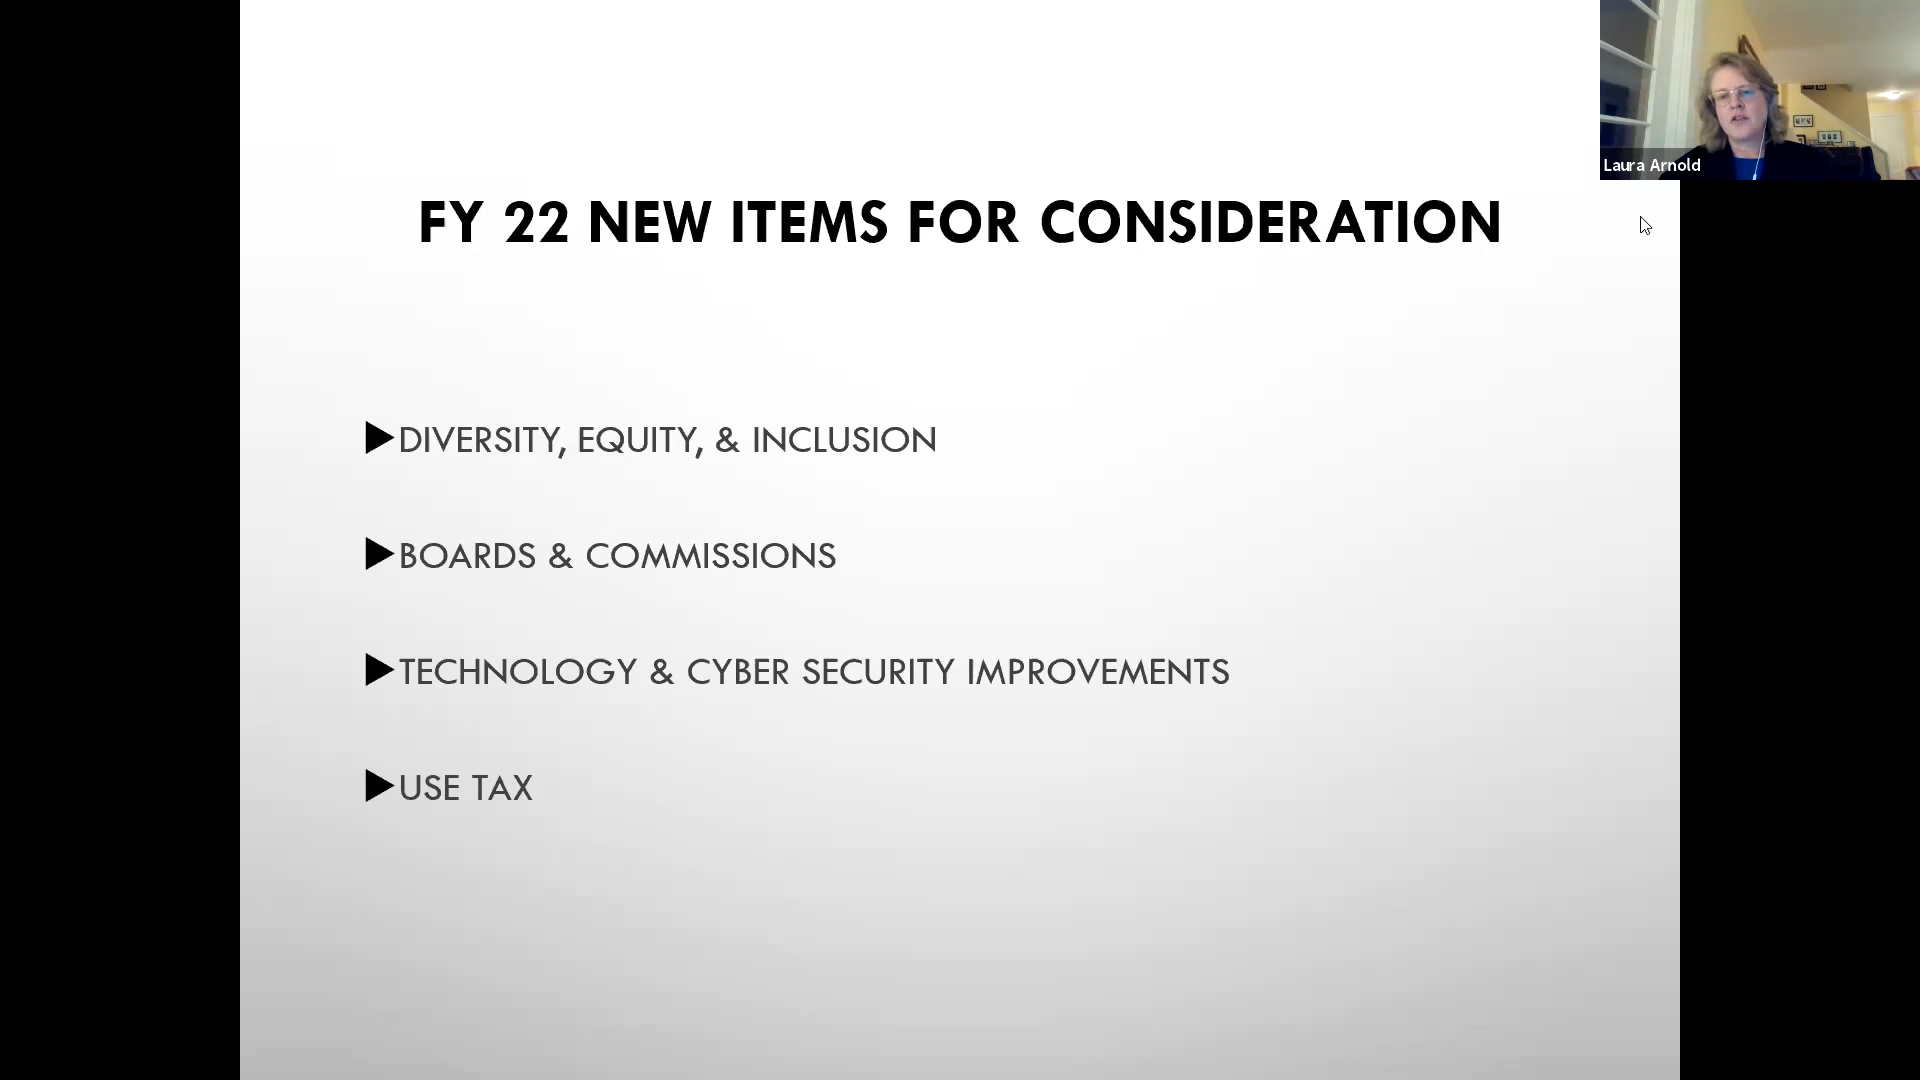 Laura Arnold
FY 22 NEW ITEMS FOR CONSIDERATION
DIVERSITY, EQUITY, & INCLUSION
BOARDS & COMMISSIONS
TECHNOLOGY & CYBER SECURITY IMPROVEMENTS
USE TAX